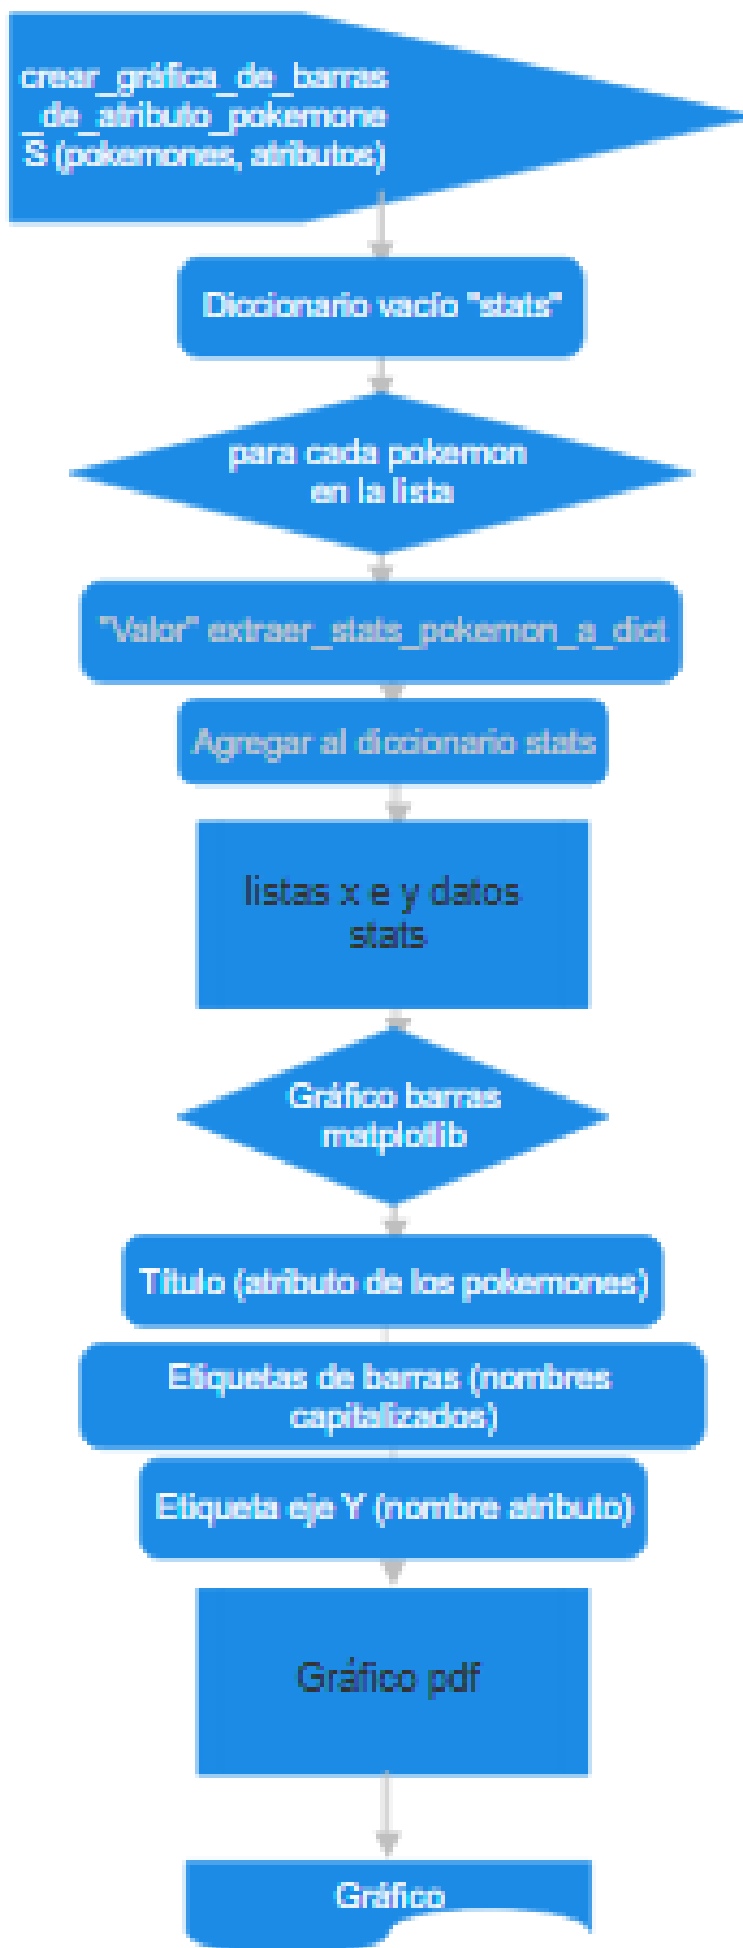 crear_gráfica_de_barras
_de_atributo_pokemone
S (pokemones, atributos)
Diccionario vacío "stats"
para cada pokemon
en la lista
"Valor" extraer_stats_pokemon_a_dict
Agregar al diccionario stats
listas x e y datos
stats
Gráfico barras
matplotlib
Título (atributo de los pokemones)
Etiquetas de barras (nombres
capitalizados)
Etiqueta eje Y (nombre atributo)
Gráfico pdf
Gráfico